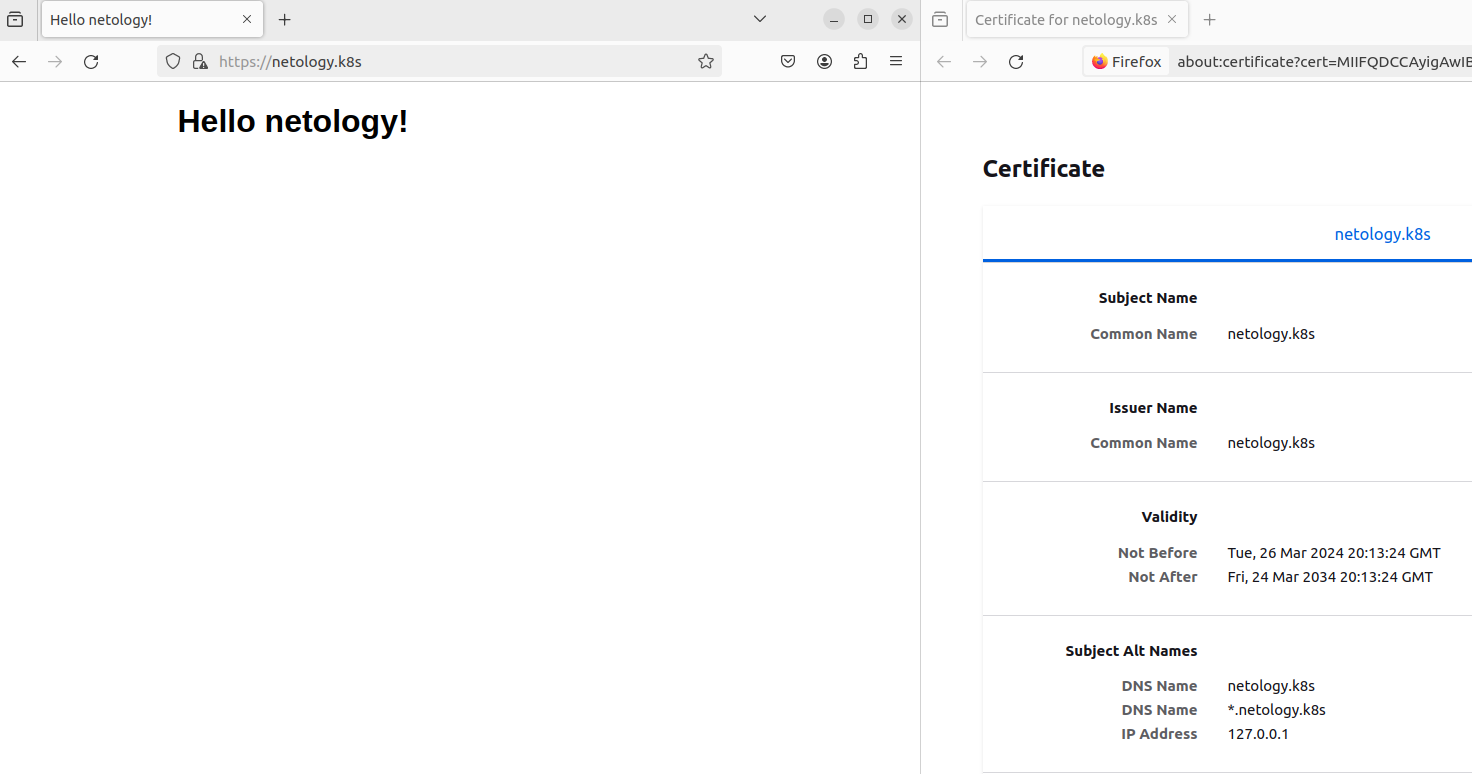 Hello netology!
https://netology.k8s
Hello netology!
Certificate for netology.k8s
Firefox
about:certificate?cert=MIIFQDCCAyigAwIB
Certificate
netology.k8s
Subject Name
Common Name netology.k8s
Issuer Name
Common Name netology.k8s
Validity
Not Before Tue, 26 Mar 2024 20:13:24 GMT
Not After Fri, 24 Mar 2034 20:13:24 GMT
Subject Alt Names
DNS Name netology.k8s
DNS Name *.netology.k8s
IP Address 127.0.0.1